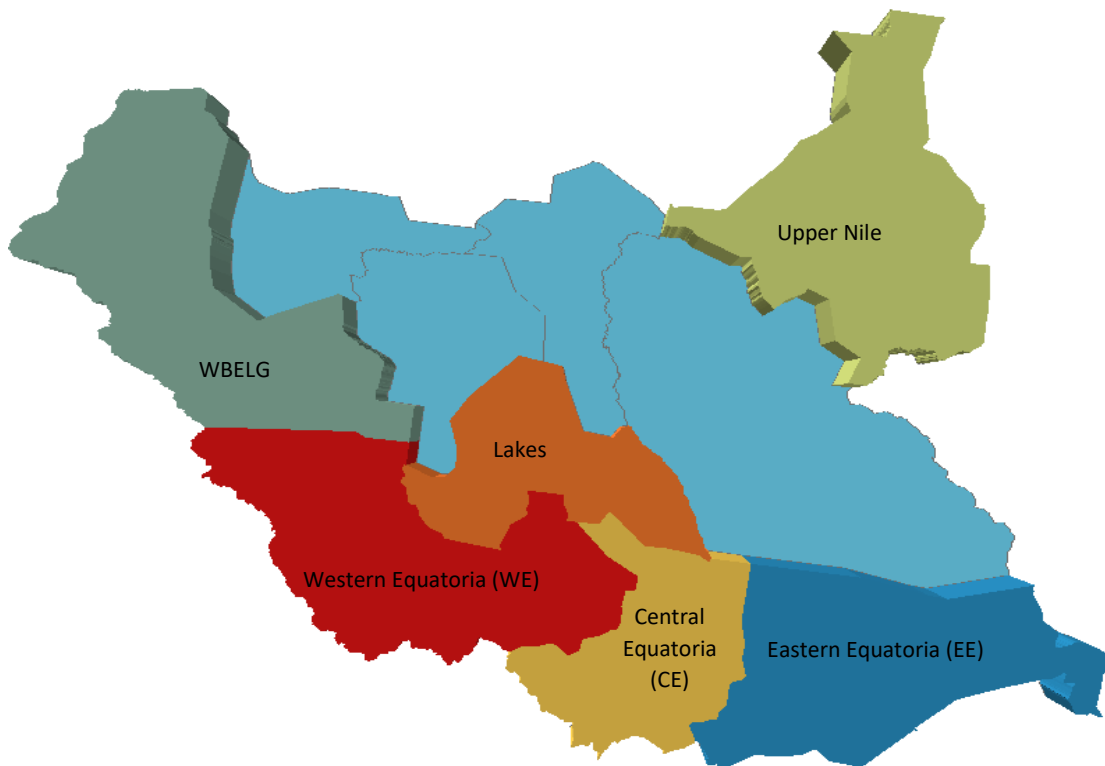 Upper Nile
WBELG
Lakes
Western Equatoria (WE)
Central
Equatoria
(CE)
Eastern Equatoria (EE)